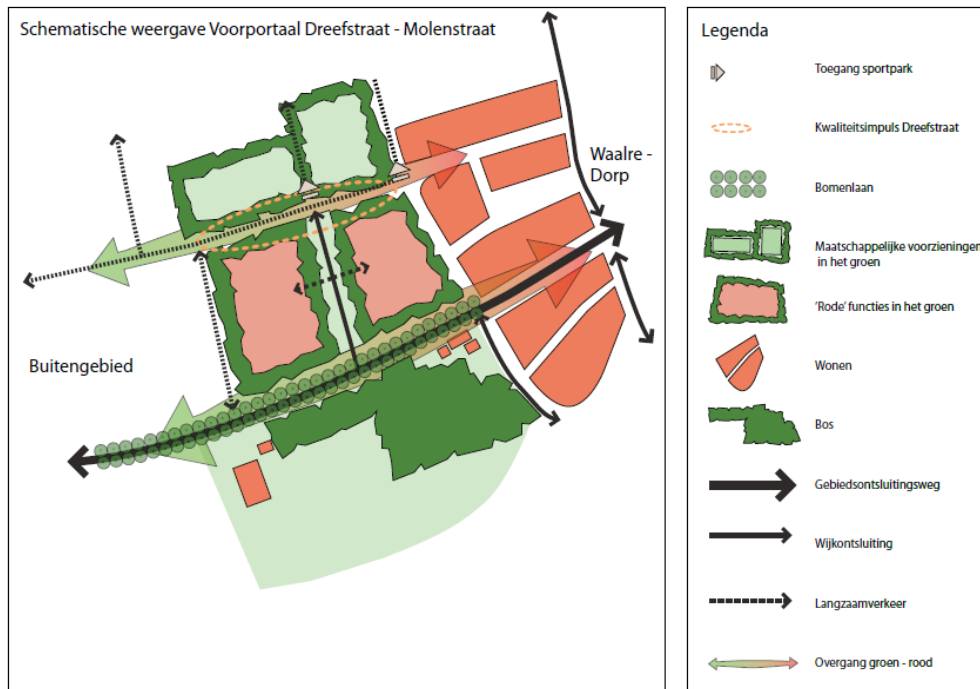 Schematische weergave Voorportaal Dreefstraat - Molenstraat
Waalre -
Dorp
Buitengebied
Legenda
Toegang sportpark
Kwaliteitsimpuls Dreefstraat
Bomenlaan
Maatschappelijke voorzieningen
in het groen
'Rode' functies in het groen
Wonen
Bos
Gebiedsontsluitingsweg
Wijkontsluiting
Langzaamverkeer
Overgang groen - rood